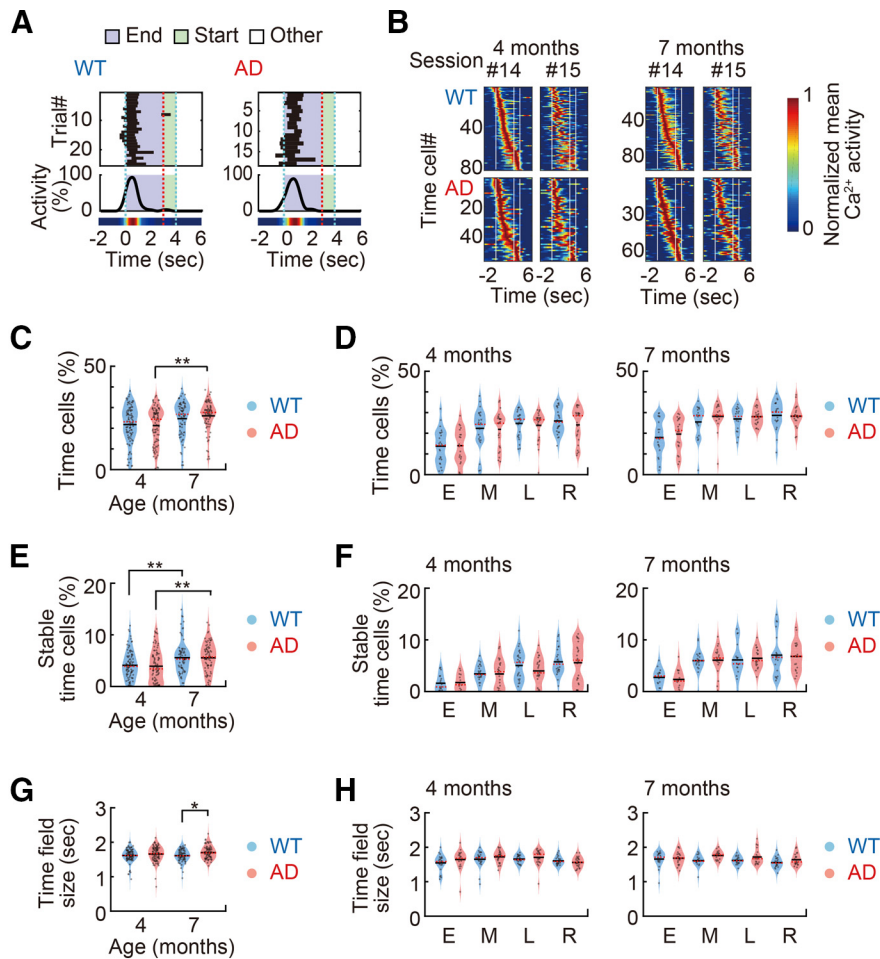 A
End Start Other
WT AD
Trial#
10
20
5
10
15
Activity (%)
100
0
100
0
-2 0 2 4 6
Time (sec)
-2 0 2 4 6
Time (sec)
B
4 months 7 months
Session #14 #15 #14 #15
WT
AD
Time cell#
40
80
20
40
40
80
30
60
-2 6 -2 6
Time (sec)
-2 6 -2 6
Time (sec)
1
0
Normalized mean
Ca²⁺ activity
C
Time cells (%)
50
0
**
4 7
Age (months)
WT
AD
D
4 months 7 months
Time cells (%)
50
0
E M L R
50
0
E M L R
WT
AD
E
Stable
time cells (%)
20
10
0
** **
4 7
Age (months)
WT
AD
F
4 months 7 months
Stable
time cells (%)
20
10
0
E M L R
20
10
0
E M L R
WT
AD
G
Time field
size (sec)
3
2
1
0
*
4 7
Age (months)
WT
AD
H
4 months 7 months
Time field
size (sec)
3
2
1
0
E M L R
3
2
1
0
E M L R
WT
AD